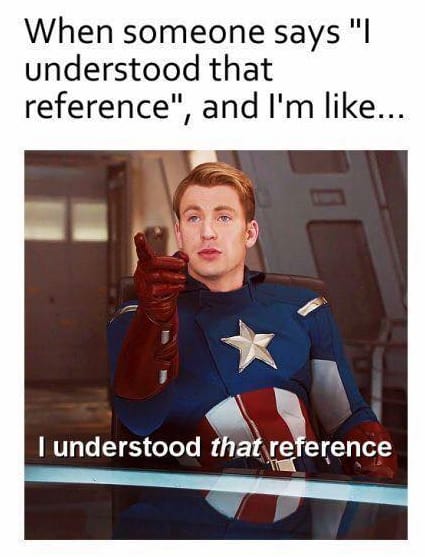 When someone says "I
understood that
reference", and I'm like...
I understood that reference